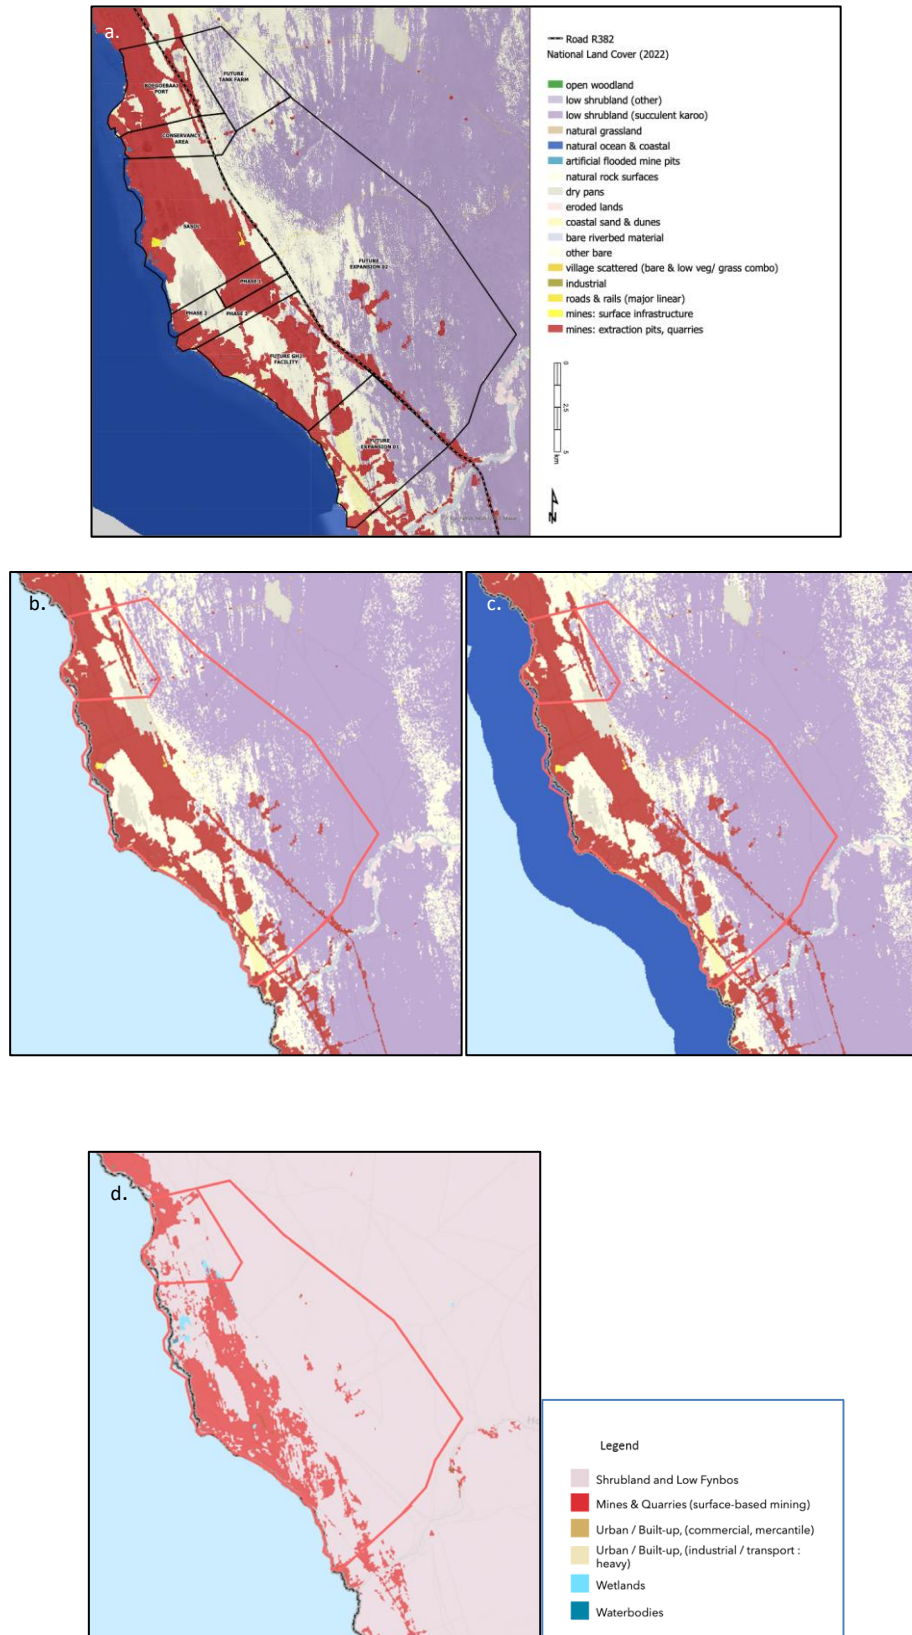 a.
BOEGOEBAAI
PORT
FUTURE
TANK FARM
CONSERVANCY
AREA
SASOL
FUTURE
EXPANSION 02
PHASE 1
PHASE 2
PHASE 3
FUTURE GH2
FACILITY
FUTURE
EXPANSION 01
Road R382
National Land Cover (2022)
open woodland
low shrubland (other)
low shrubland (succulent karoo)
natural grassland
natural ocean & coastal
artificial flooded mine pits
natural rock surfaces
dry pans
eroded lands
coastal sand & dunes
bare riverbed material
other bare
village scattered (bare & low veg/ grass combo)
industrial
roads & rails (major linear)
mines: surface infrastructure
mines: extraction pits, quarries
0
2.5
5
km
N
b.
c.
d.
Legend
Shrubland and Low Fynbos
Mines & Quarries (surface-based mining)
Urban / Built-up, (commercial, mercantile)
Urban / Built-up, (industrial / transport :
heavy)
Wetlands
Waterbodies